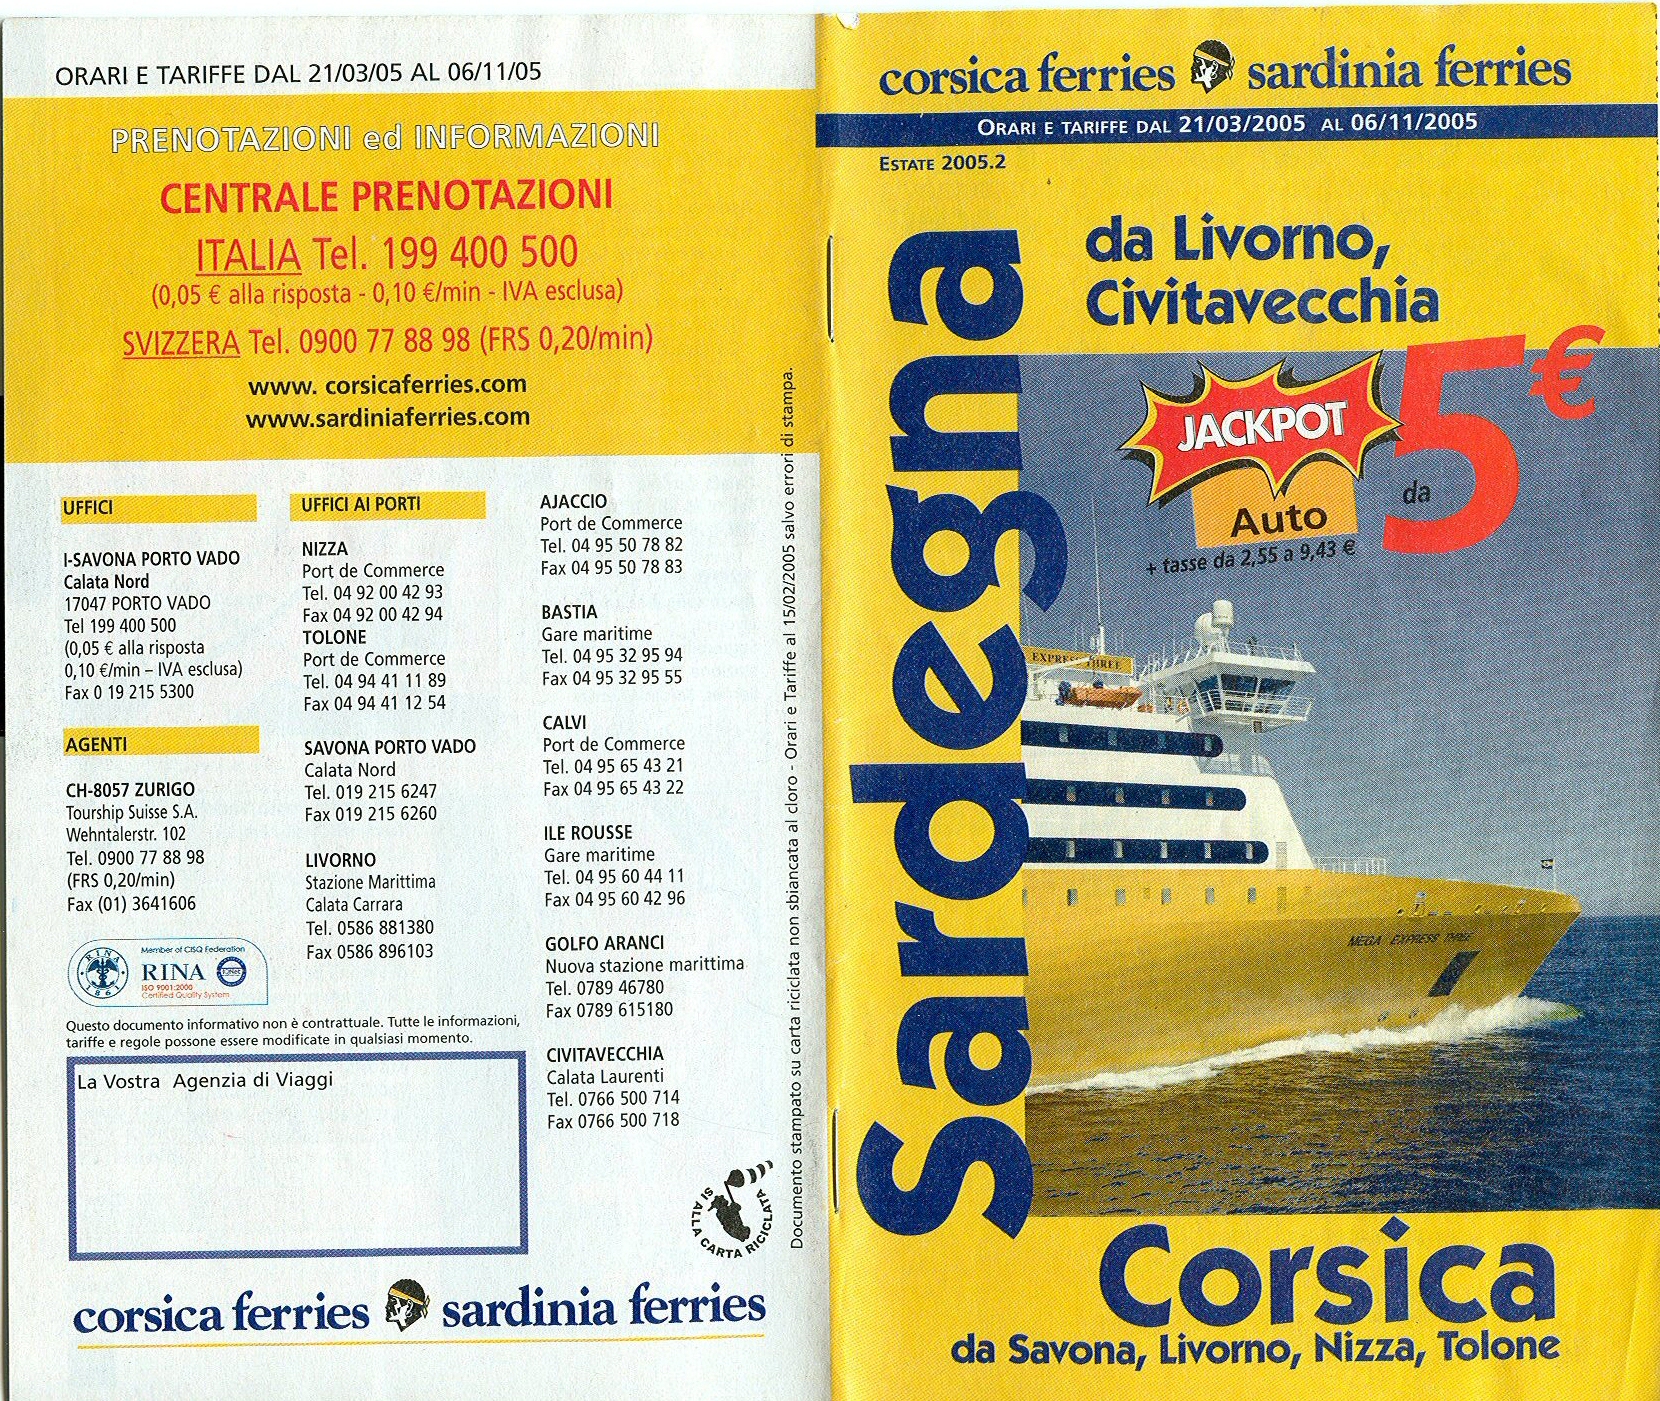 ORARI E TARIFFE DAL 21/03/05 AL 06/11/05
PRENOTAZIONI ed INFORMAZIONI
CENTRALE PRENOTAZIONI
ITALIA Tel. 199 400 500
(0,05 € alla risposta - 0,10 €/min - IVA esclusa)
SVIZZERA Tel. 0900 77 88 98 (FRS 0,20/min)
www. corsicaferries.com
www.sardiniaferries.com
UFFICI
I-SAVONA PORTO VADO
Calata Nord
17047 PORTO VADO
Tel 199 400 500
(0,05 € alla risposta
0,10 €/min – IVA esclusa)
Fax 0 19 215 5300
AGENTI
CH-8057 ZURIGO
Tourship Suisse S.A.
Wehntalerstr. 102
Tel. 0900 77 88 98
(FRS 0,20/min)
Fax (01) 3641606
RINA
1861
Member of CISQ Federation
RINA
ISO 9001:2000
Certified Quality System
IQNet
UFFICI AI PORTI
NIZZA
Port de Commerce
Tel. 04 92 00 42 93
Fax 04 92 00 42 94
TOLONE
Port de Commerce
Tel. 04 94 41 11 89
Fax 04 94 41 12 54
SAVONA PORTO VADO
Calata Nord
Tel. 019 215 6247
Fax 019 215 6260
LIVORNO
Stazione Marittima
Calata Carrara
Tel. 0586 881380
Fax 0586 896103
AJACCIO
Port de Commerce
Tel. 04 95 50 78 82
Fax 04 95 50 78 83
BASTIA
Gare maritime
Tel. 04 95 32 95 94
Fax 04 95 32 95 55
CALVI
Port de Commerce
Tel. 04 95 65 43 21
Fax 04 95 65 43 22
ILE ROUSSE
Gare maritime
Tel. 04 95 60 44 11
Fax 04 95 60 42 96
GOLFO ARANCI
Nuova stazione marittima
Tel. 0789 46780
Fax 0789 615180
CIVITAVECCHIA
Calata Laurenti
Tel. 0766 500 714
Fax 0766 500 718
Questo documento informativo non è contrattuale. Tutte le informazioni,
tariffe e regole possono essere modificate in qualsiasi momento.
La Vostra Agenzia di Viaggi
SI ALLA CARTA RICICLATA
Documento stampato su carta riciclata non sbiancata al cloro - Orari e Tariffe al 15/02/2005 salvo errori di stampa.
corsica ferries sardinia ferries
corsica ferries sardinia ferries
ORARI E TARIFFE DAL 21/03/2005 AL 06/11/2005
ESTATE 2005.2
Sardegna
da Livorno,
Civitavecchia
JACKPOT
Auto
da 5€
+ tasse da 2,55 a 9,43 €
EXPRESS THREE
MEGA EXPRESS THREE
Corsica
da Savona, Livorno, Nizza, Tolone